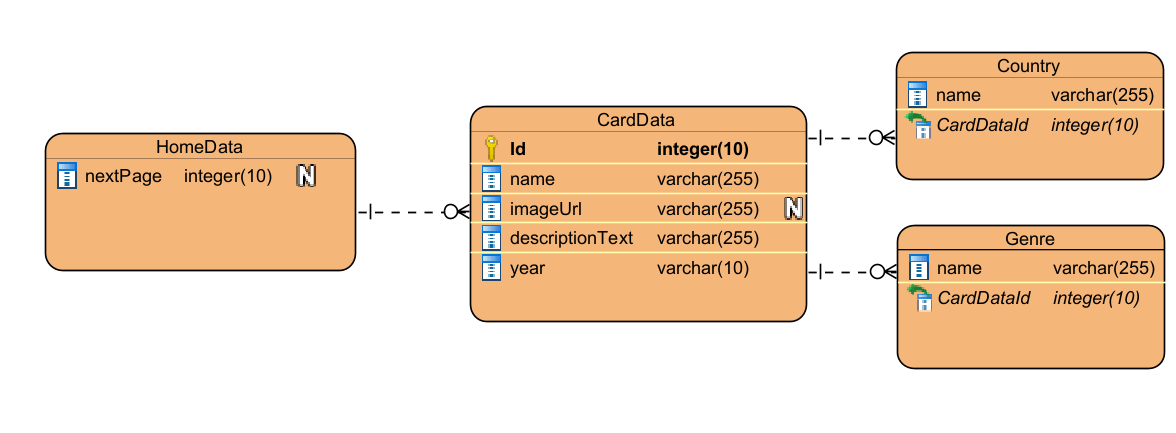 HomeData
nextPage integer(10) N
CardData
Id integer(10)
name varchar(255)
imageUrl varchar(255) N
descriptionText varchar(255)
year varchar(10)
Country
name varchar(255)
CardDataId integer(10)
Genre
name varchar(255)
CardDataId integer(10)